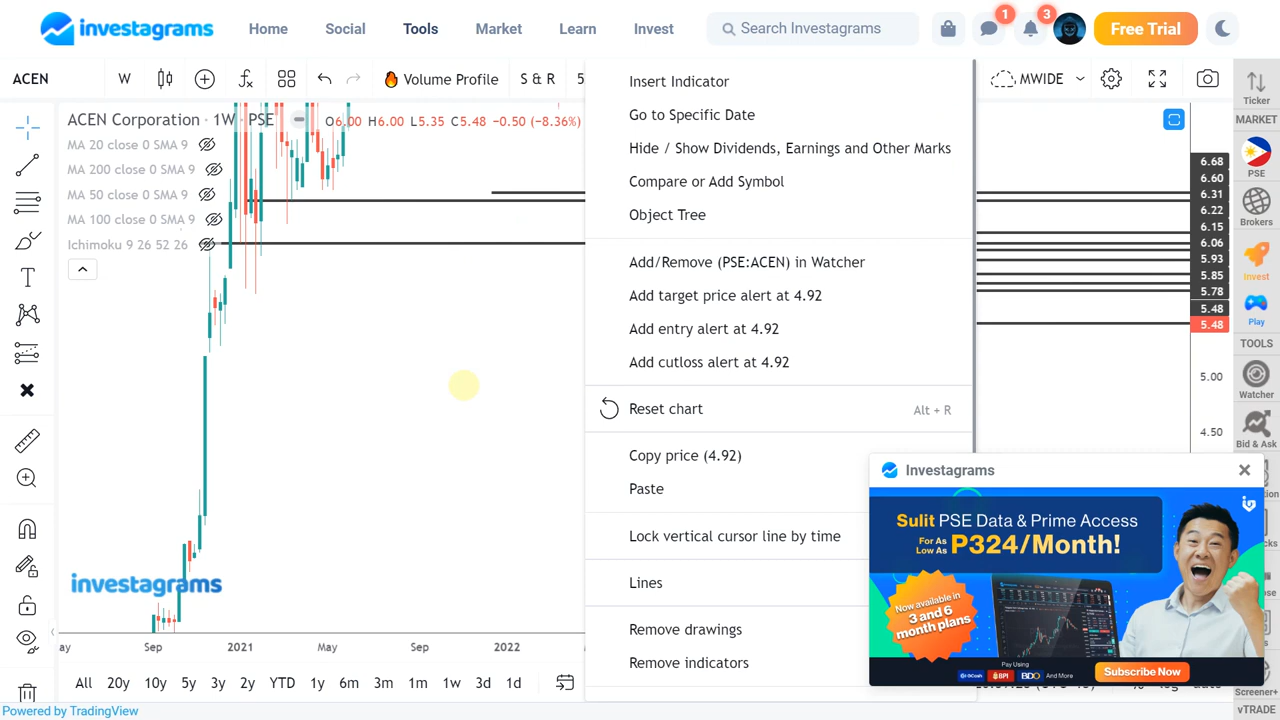 investagrams
Home
Social
Tools
Market
Learn
Invest
Search Investagrams
1
3
Free Trial
ACEN
W
Volume Profile
S & R
MWIDE
Ticker
ACEN Corporation · 1W · PSE
O6.00 H6.00 L5.35 C5.48 −0.50 (−8.36%)
MA 20 close 0 SMA 9
MA 200 close 0 SMA 9
MA 50 close 0 SMA 9
MA 100 close 0 SMA 9
Ichimoku 9 26 52 26
Insert Indicator
Go to Specific Date
Hide / Show Dividends, Earnings and Other Marks
Compare or Add Symbol
Object Tree
Add/Remove (PSE:ACEN) in Watcher
Add target price alert at 4.92
Add entry alert at 4.92
Add cutloss alert at 4.92
Reset chart
Alt + R
Copy price (4.92)
Paste
Lock vertical cursor line by time
Lines
Remove drawings
Remove indicators
6.68
6.60
6.31
6.22
6.15
6.06
5.93
5.85
5.78
5.48
5.48
5.00
4.50
MARKET
PSE
Brokers
Invest
Play
TOOLS
Watcher
Bid & Ask
Investagrams
Sulit PSE Data & Prime Access
For As
Low As
P324/Month!
Now available in
3 and 6
month plans
Pay Using
GCash
BPI
BDO
And More
Subscribe Now
investagrams
Sep
2021
May
Sep
2022
All
20y
10y
5y
3y
2y
YTD
1y
6m
3m
1m
1w
3d
1d
Screener+
vTRADE
Powered by TradingView